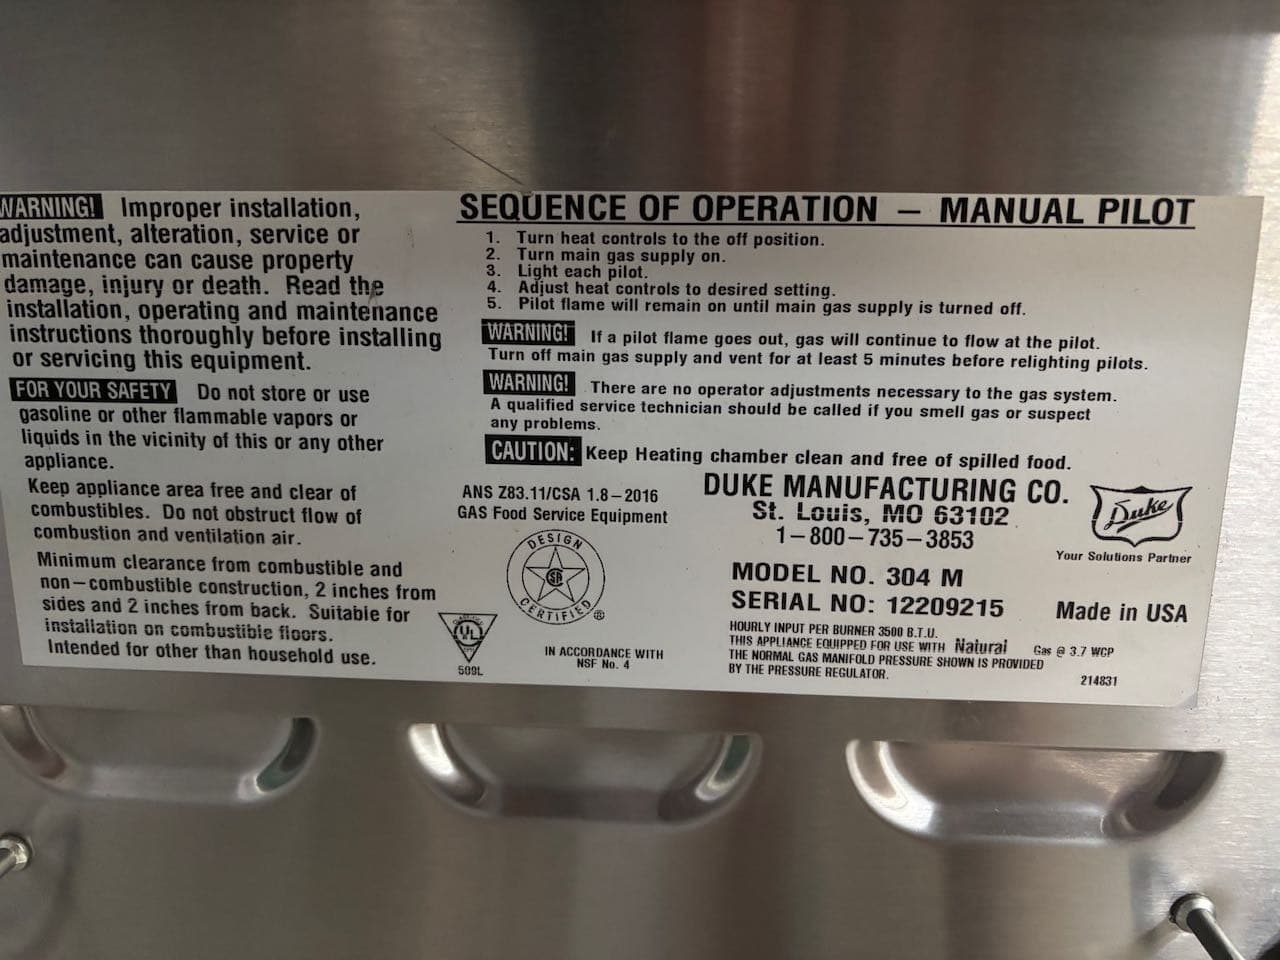 WARNING! Improper installation,
adjustment, alteration, service or
maintenance can cause property
damage, injury or death. Read the
installation, operating and maintenance
instructions thoroughly before installing
or servicing this equipment.
FOR YOUR SAFETY Do not store or use
gasoline or other flammable vapors or
liquids in the vicinity of this or any other
appliance.
Keep appliance area free and clear of
combustibles. Do not obstruct flow of
combustion and ventilation air.
Minimum clearance from combustible and
non-combustible construction, 2 inches from
sides and 2 inches from back. Suitable for
installation on combustible floors.
Intended for other than household use.
SEQUENCE OF OPERATION – MANUAL PILOT
1. Turn heat controls to the off position.
2. Turn main gas supply on.
3. Light each pilot.
4. Adjust heat controls to desired setting.
5. Pilot flame will remain on until main gas supply is turned off.
WARNING! If a pilot flame goes out, gas will continue to flow at the pilot.
Turn off main gas supply and vent for at least 5 minutes before relighting pilots.
WARNING! There are no operator adjustments necessary to the gas system.
A qualified service technician should be called if you smell gas or suspect
any problems.
CAUTION: Keep Heating chamber clean and free of spilled food.
ANS Z83.11/CSA 1.8-2016
GAS Food Service Equipment
DESIGN
SA
CERTIFIED ®
UL
509L
IN ACCORDANCE WITH
NSF No. 4
DUKE MANUFACTURING CO.
St. Louis, MO 63102
1-800-735-3853
Duke
Your Solutions Partner
MODEL NO. 304 M
SERIAL NO: 12209215
Made in USA
HOURLY INPUT PER BURNER 3500 B.T.U.
THIS APPLIANCE EQUIPPED FOR USE WITH Natural Gas @ 3.7 WCP
THE NORMAL GAS MANIFOLD PRESSURE SHOWN IS PROVIDED
BY THE PRESSURE REGULATOR.
214831